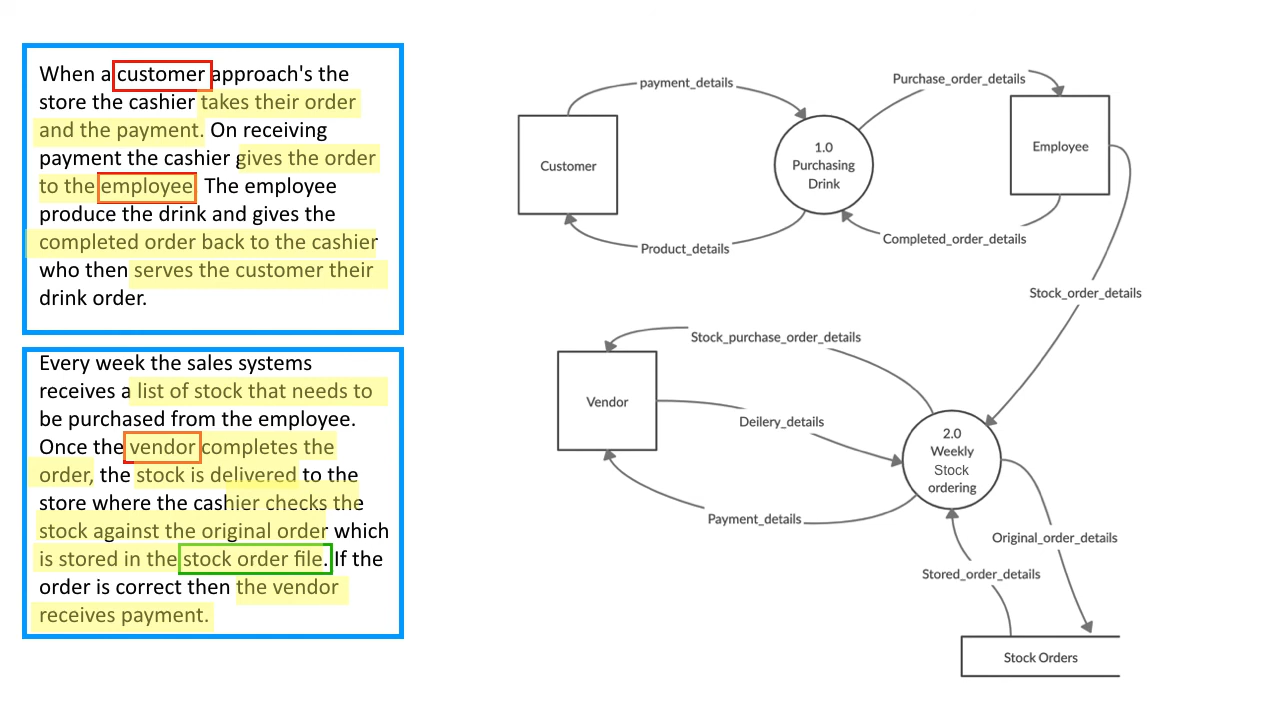 When a customer approach's the
store the cashier takes their order
and the payment. On receiving
payment the cashier gives the order
to the employee. The employee
produce the drink and gives the
completed order back to the cashier
who then serves the customer their
drink order.
Every week the sales systems
receives a list of stock that needs to
be purchased from the employee.
Once the vendor completes the
order, the stock is delivered to the
store where the cashier checks the
stock against the original order which
is stored in the stock order file. If the
order is correct then the vendor
receives payment.
payment_details
Purchase_order_details
Customer
1.0
Purchasing
Drink
Employee
Product_details
Completed_order_details
Stock_order_details
Stock_purchase_order_details
Vendor
Deilery_details
2.0
Weekly
Stock
ordering
Payment_details
Original_order_details
Stored_order_details
Stock Orders